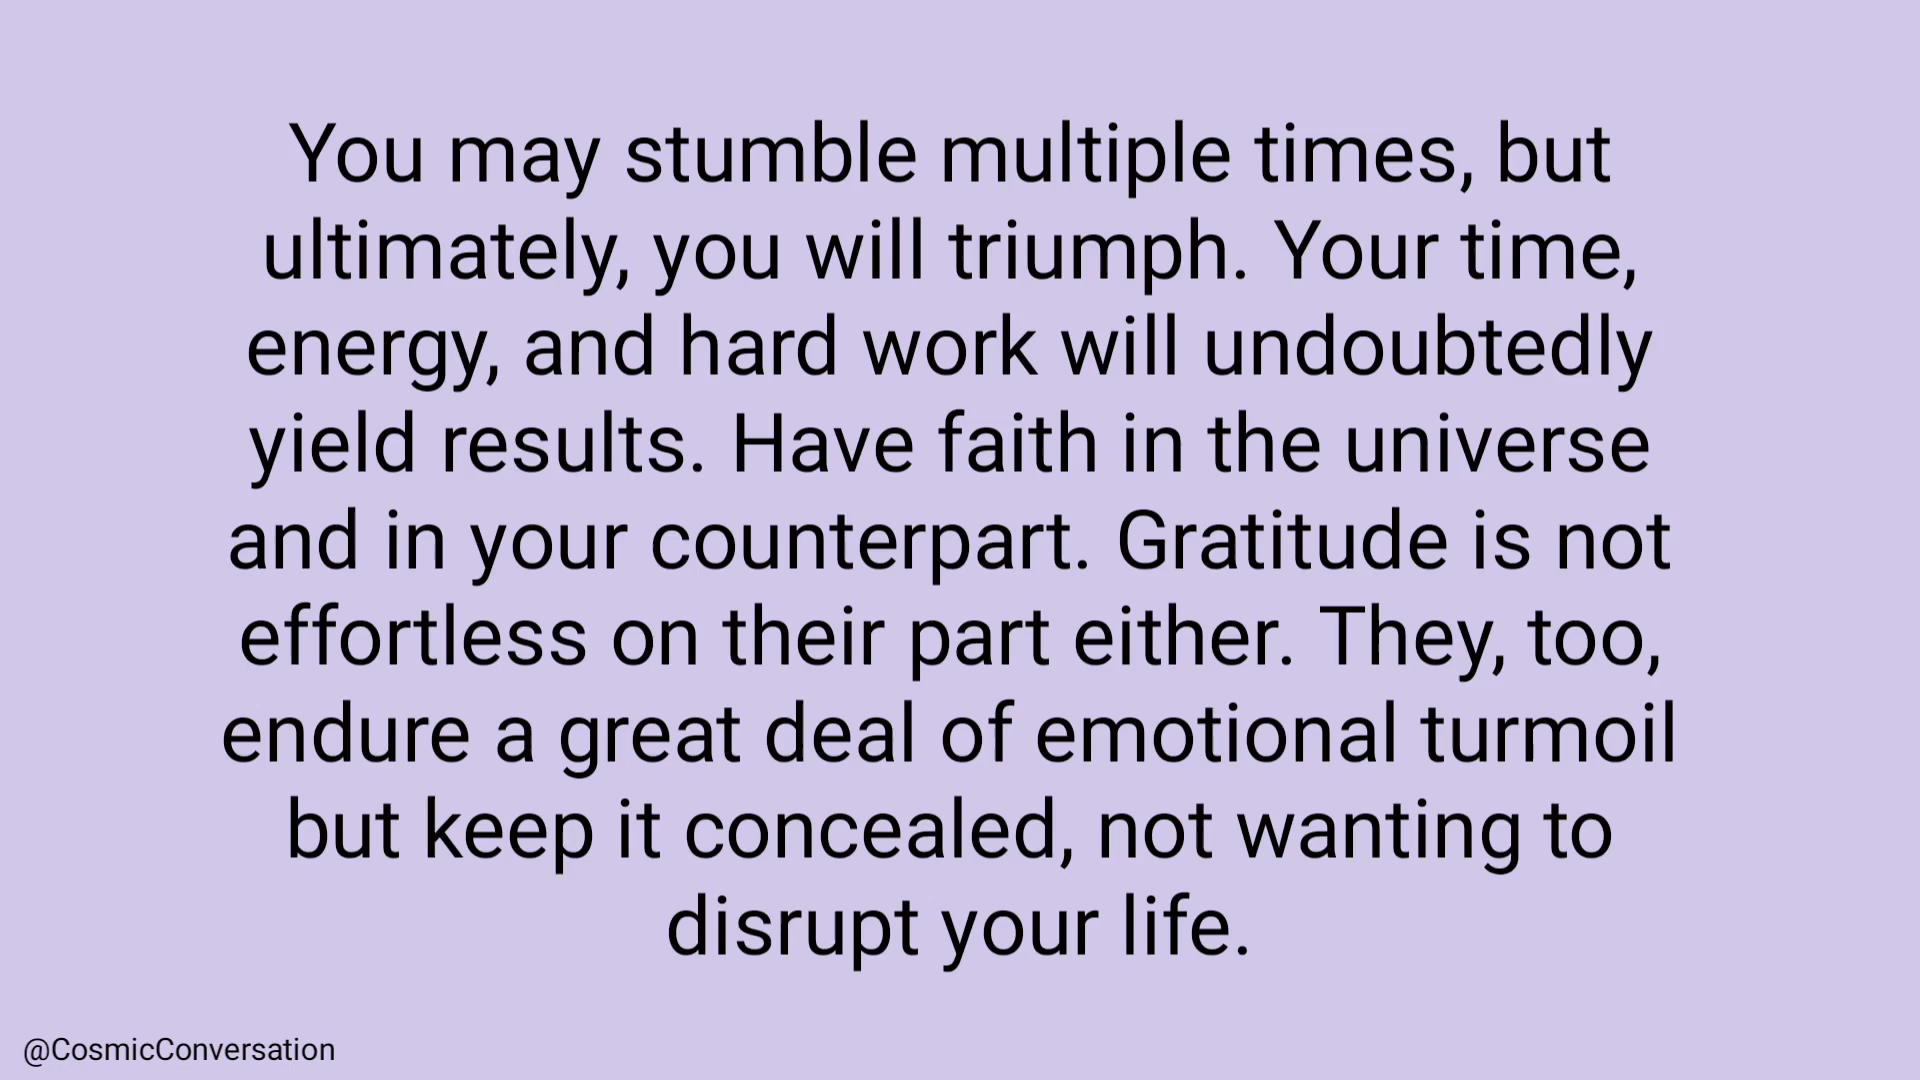 You may stumble multiple times, but
ultimately, you will triumph. Your time,
energy, and hard work will undoubtedly
yield results. Have faith in the universe
and in your counterpart. Gratitude is not
effortless on their part either. They, too,
endure a great deal of emotional turmoil
but keep it concealed, not wanting to
disrupt your life.
@CosmicConversation